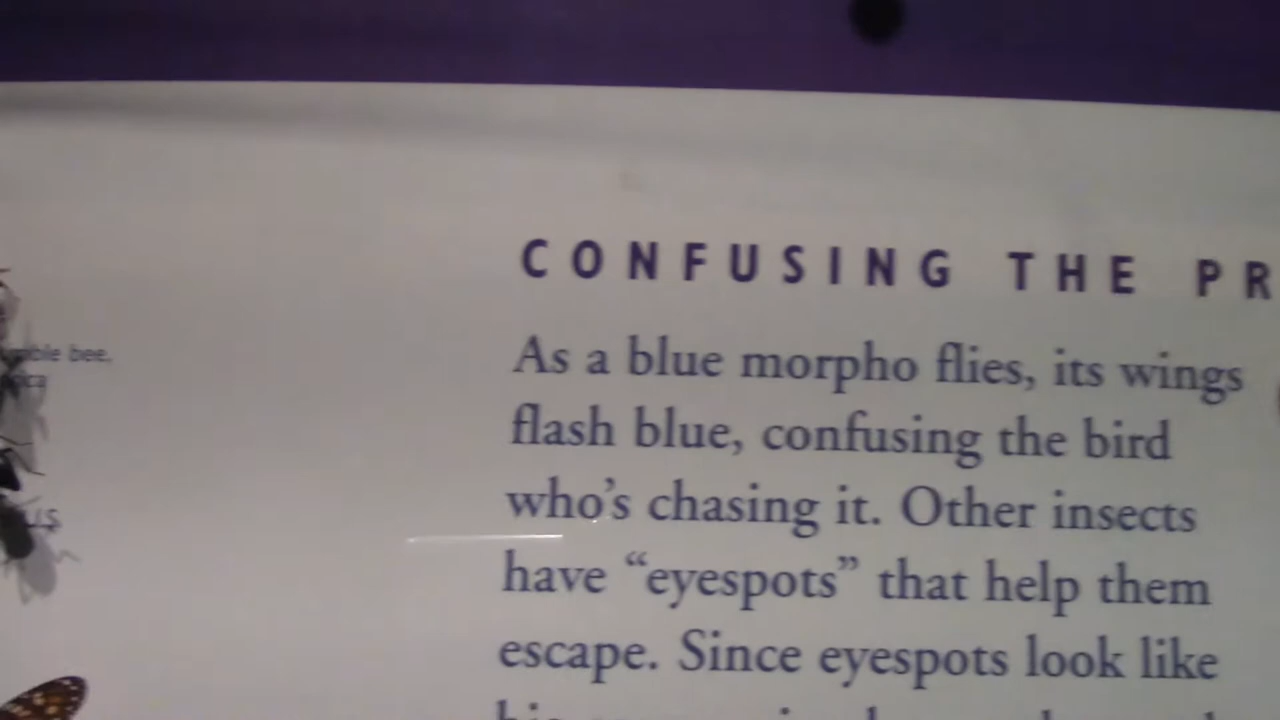 CONFUSING THE PR
As a blue morpho flies, its wings
flash blue, confusing the bird
who's chasing it. Other insects
have “eyespots” that help them
escape. Since eyespots look like
bee.